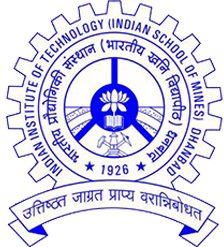 INDIAN INSTITUTE OF TECHNOLOGY (INDIAN SCHOOL OF MINES) DHANBAD
भारतीय प्रौद्योगिकी संस्थान (भारतीय खनि विद्यापीठ) धनबाद
★ 1926 ★
उत्तिष्ठत जाग्रत प्राप्य वरान्निबोधत